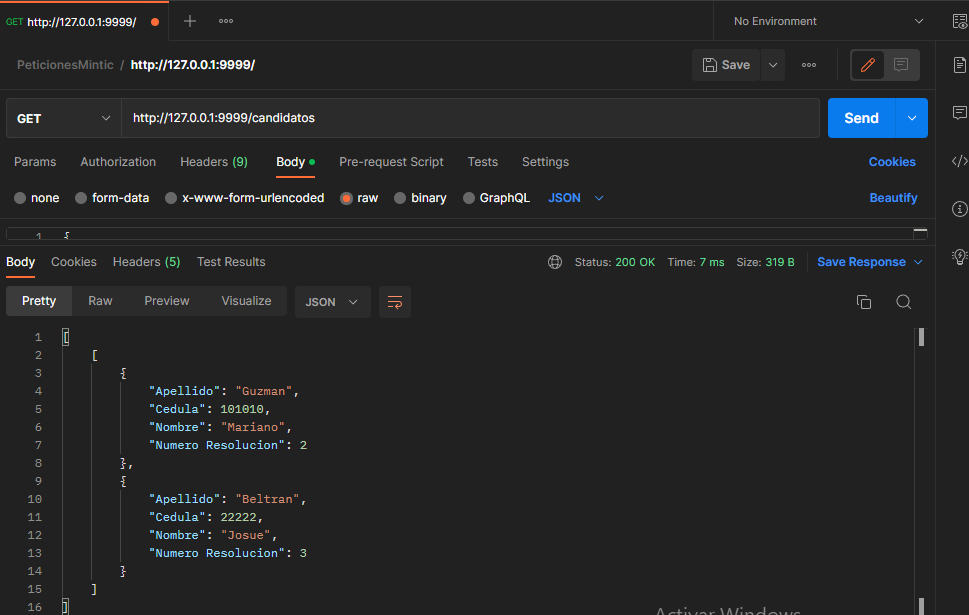 GET http://127.0.0.1:9999/
No Environment
PeticionesMintic / http://127.0.0.1:9999/
Save
GET http://127.0.0.1:9999/candidatos Send
Params Authorization Headers (9) Body Pre-request Script Tests Settings Cookies
none form-data x-www-form-urlencoded raw binary GraphQL JSON Beautify
1 {
Body Cookies Headers (5) Test Results Status: 200 OK Time: 7 ms Size: 319 B Save Response
Pretty Raw Preview Visualize JSON
1 [
2 [
3 {
4 "Apellido": "Guzman",
5 "Cedula": 101010,
6 "Nombre": "Mariano",
7 "Numero Resolucion": 2
8 },
9 {
10 "Apellido": "Beltran",
11 "Cedula": 22222,
12 "Nombre": "Josue",
13 "Numero Resolucion": 3
14 }
15 ]
16 ]
Activar Windows